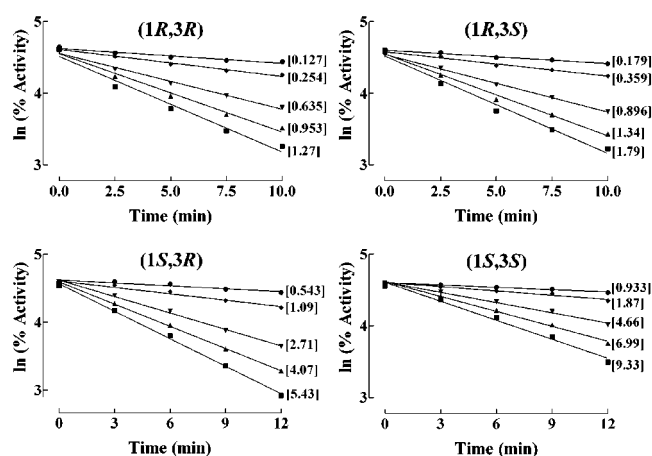 (1R,3R)
ln (% Activity)
5
4
3
[0.127]
[0.254]
[0.635]
[0.953]
[1.27]
0.0 2.5 5.0 7.5 10.0
Time (min)
(1R,3S)
ln (% Activity)
5
4
3
[0.179]
[0.359]
[0.896]
[1.34]
[1.79]
0.0 2.5 5.0 7.5 10.0
Time (min)
(1S,3R)
ln (% Activity)
5
4
3
[0.543]
[1.09]
[2.71]
[4.07]
[5.43]
0 3 6 9 12
Time (min)
(1S,3S)
ln (% Activity)
5
4
3
[0.933]
[1.87]
[4.66]
[6.99]
[9.33]
0 3 6 9 12
Time (min)